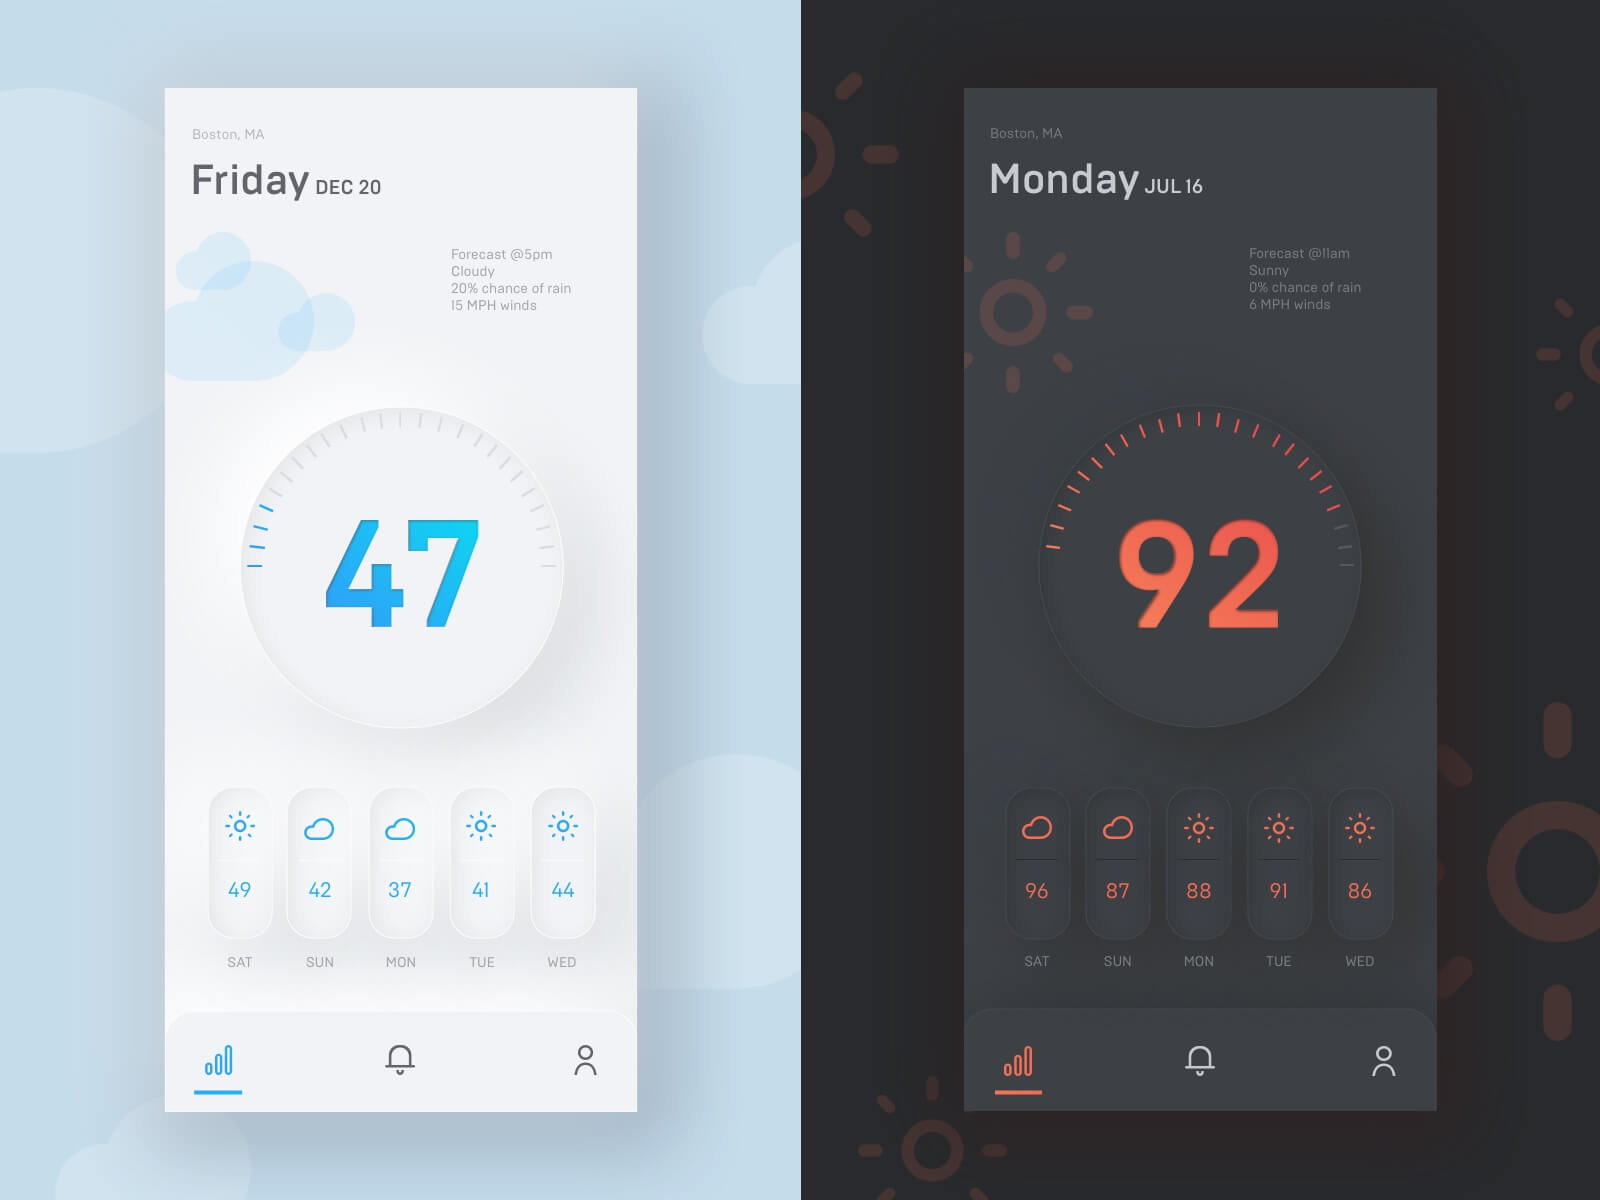 Boston, MA
Friday DEC 20
Forecast @5pm
Cloudy
20% chance of rain
15 MPH winds
47
49 42 37 41 44
SAT SUN MON TUE WED
Boston, MA
Monday JUL 16
Forecast @11am
Sunny
0% chance of rain
6 MPH winds
92
96 87 88 91 86
SAT SUN MON TUE WED